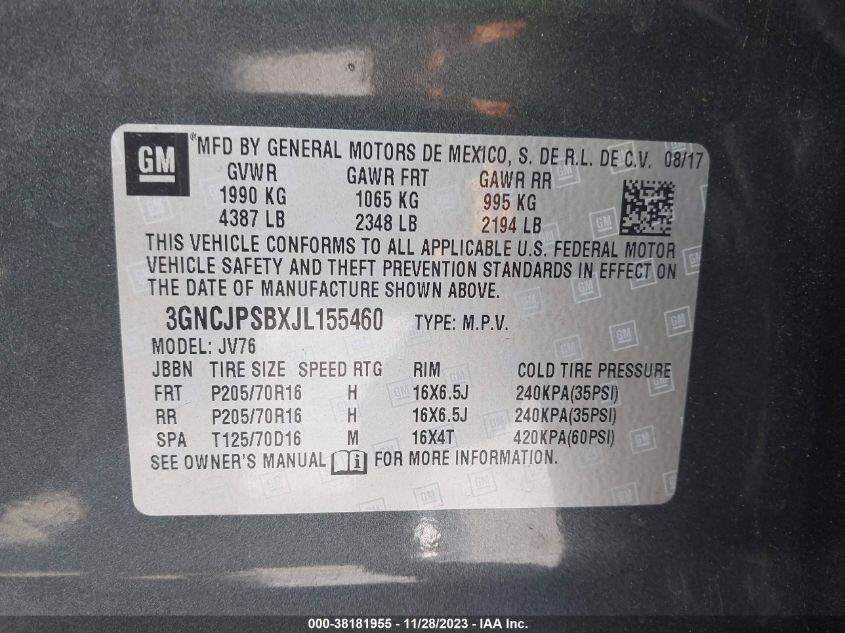 GM
®MFD BY GENERAL MOTORS DE MEXICO, S. DE R.L. DE C.V. 08/17
GVWR GAWR FRT GAWR RR
1990 KG 1065 KG 995 KG
4387 LB 2348 LB 2194 LB
THIS VEHICLE CONFORMS TO ALL APPLICABLE U.S. FEDERAL MOTOR
VEHICLE SAFETY AND THEFT PREVENTION STANDARDS IN EFFECT ON
THE DATE OF MANUFACTURE SHOWN ABOVE.
3GNCJPSBXJL155460 TYPE: M.P.V.
MODEL: JV76
JBBN TIRE SIZE SPEED RTG RIM COLD TIRE PRESSURE
FRT P205/70R16 H 16X6.5J 240KPA(35PSI)
RR P205/70R16 H 16X6.5J 240KPA(35PSI)
SPA T125/70D16 M 16X4T 420KPA(60PSI)
SEE OWNER'S MANUAL i FOR MORE INFORMATION.
000-38181955 - 11/28/2023 - IAA Inc.